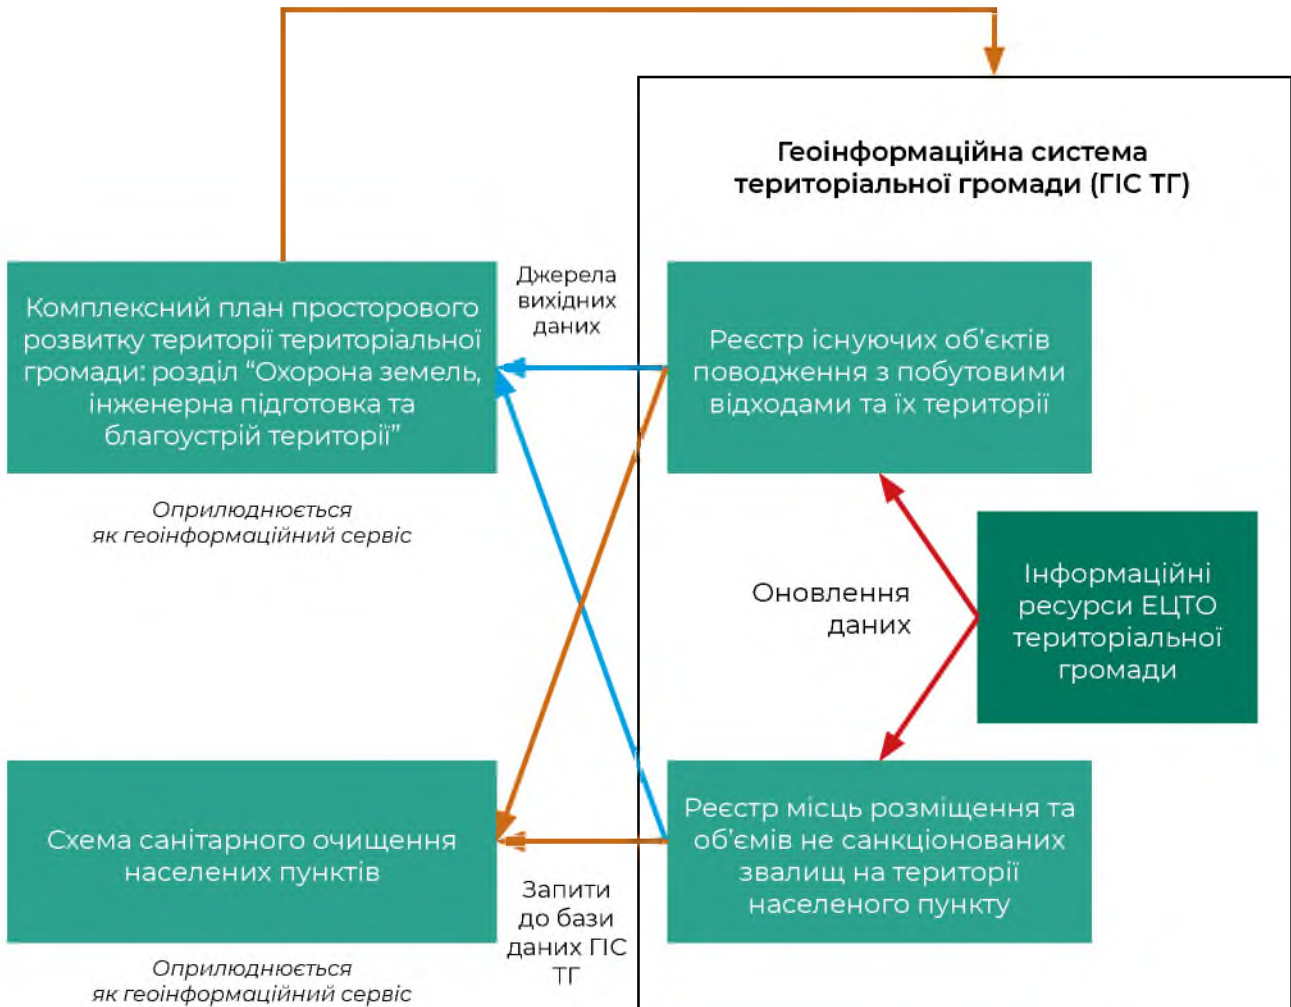 Геоінформаційна система
територіальної громади (ГІС ТГ)
Комплексний план просторового
розвитку території територіальної
громади: розділ “Охорона земель,
інженерна підготовка та
благоустрій території”
Оприлюднюється
як геоінформаційний сервіс
Джерела
вихідних
даних
Реєстр існуючих об’єктів
поводження з побутовими
відходами та їх території
Оновлення
даних
Інформаційні
ресурси ЕЦТО
територіальної
громади
Схема санітарного очищення
населених пунктів
Оприлюднюється
як геоінформаційний сервіс
Запити
до бази
даних ГІС
ТГ
Реєстр місць розміщення та
об’ємів не санкціонованих
звалищ на території
населеного пункту